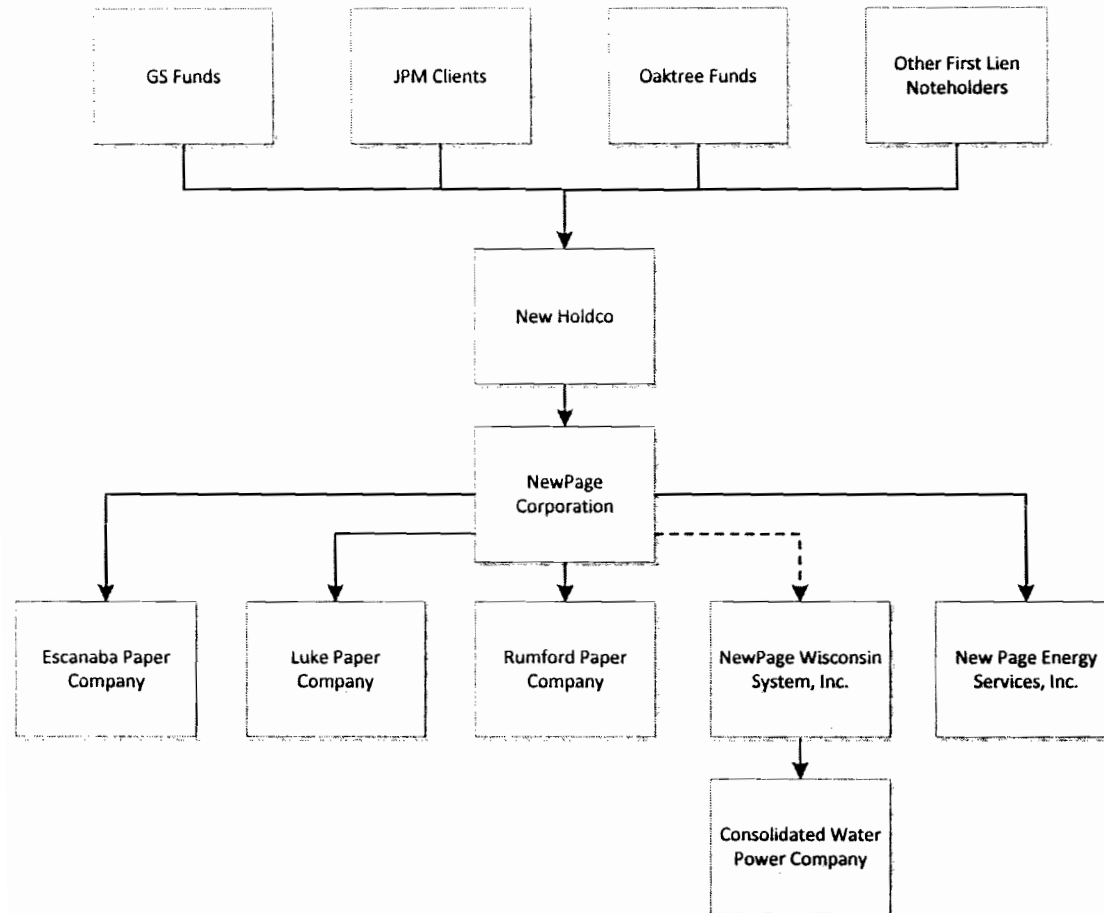 GS Funds
JPM Clients
Oaktree Funds
Other First Lien
Noteholders
New Holdco
NewPage
Corporation
Escanaba Paper
Company
Luke Paper
Company
Rumford Paper
Company
NewPage Wisconsin
System, Inc.
New Page Energy
Services, Inc.
Consolidated Water
Power Company